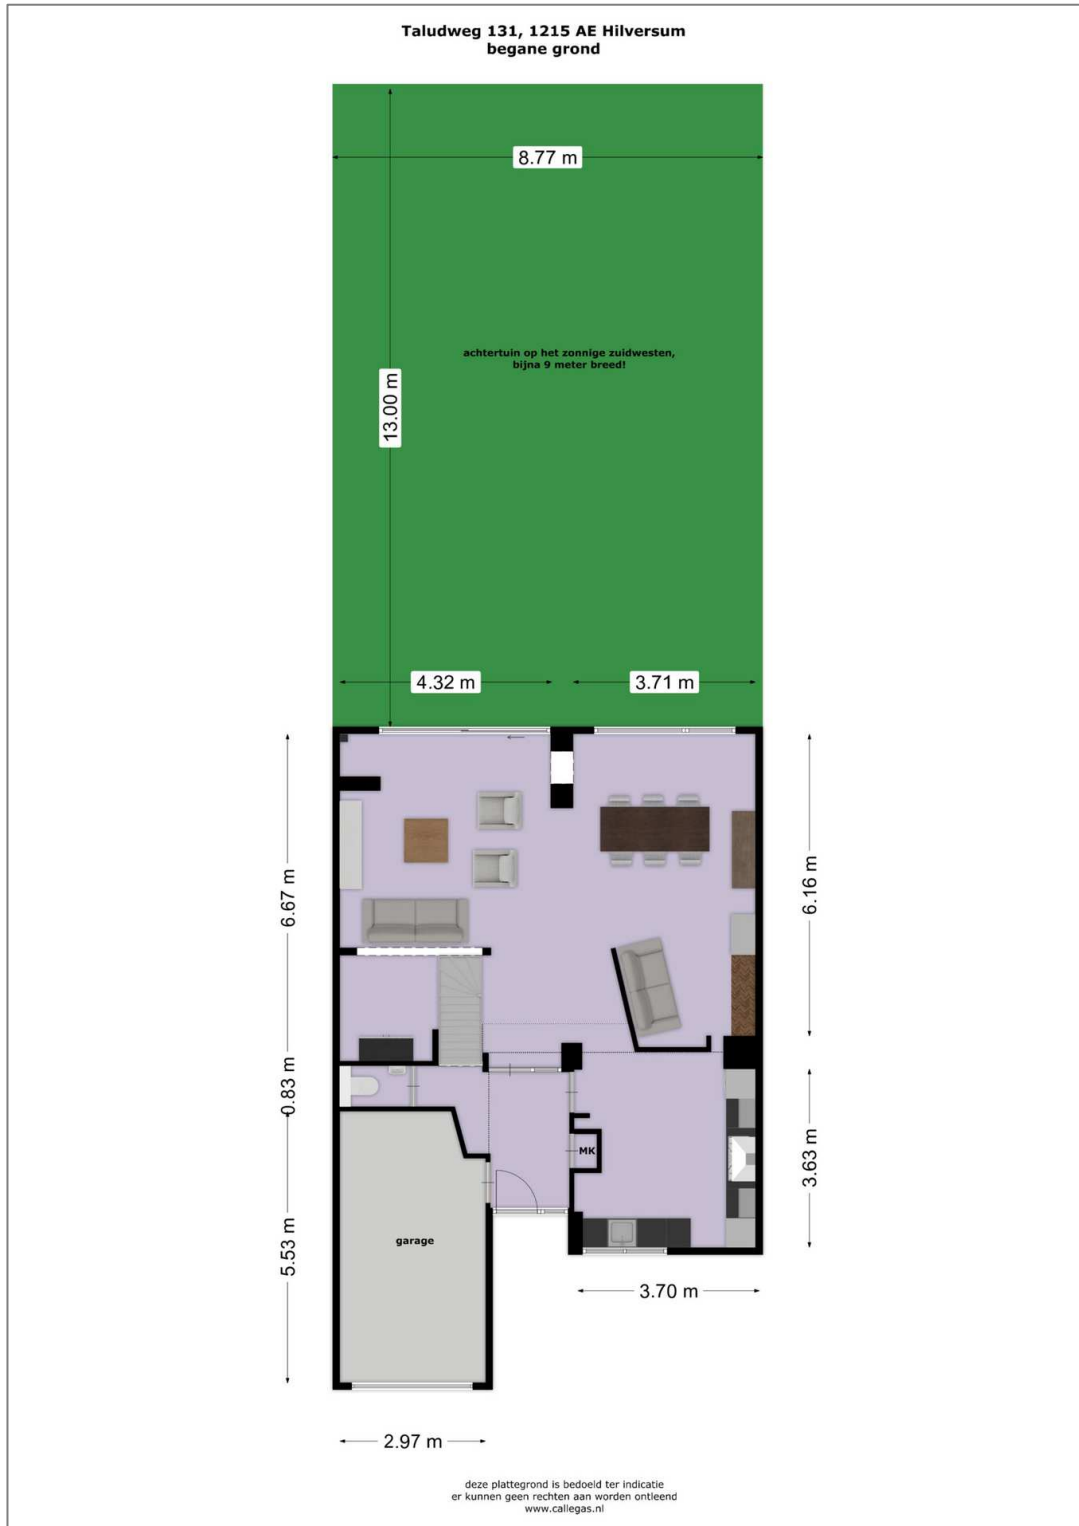 Taludweg 131, 1215 AE Hilversum
begane grond
8.77 m
achtertuin op het zonnige zuidwesten,
bijna 9 meter breed!
13.00 m
4.32 m
3.71 m
6.67 m
6.16 m
0.83 m
MK
3.63 m
garage
5.53 m
3.70 m
2.97 m
deze plattegrond is bedoeld ter indicatie
er kunnen geen rechten aan worden ontleend
www.callegas.nl